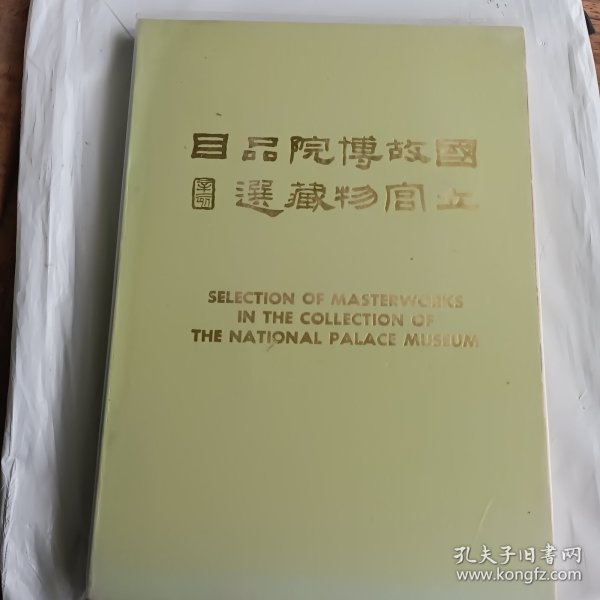 國立
故宮
博物
院藏
品選
目
SELECTION OF MASTERWORKS
IN THE COLLECTION OF
THE NATIONAL PALACE MUSEUM
孔夫子旧书网
www.kongfz.com